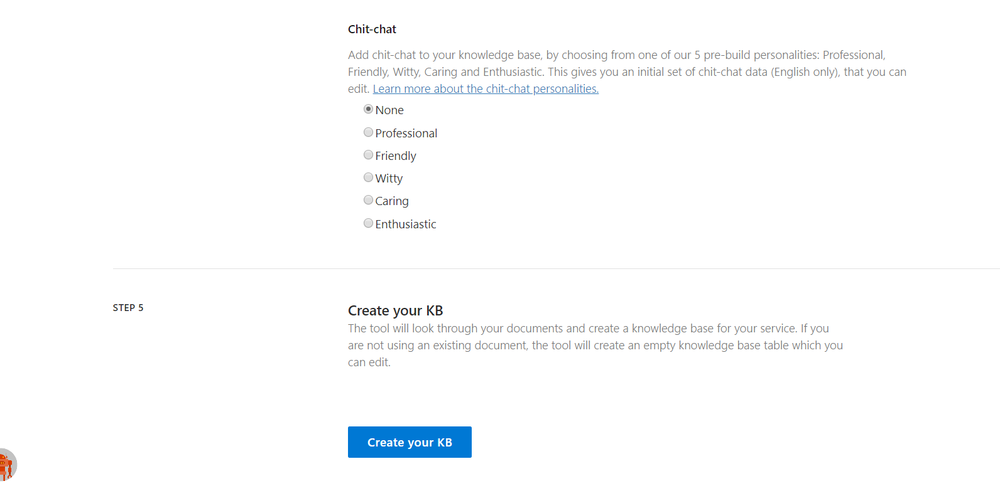 Chit-chat
Add chit-chat to your knowledge base, by choosing from one of our 5 pre-build personalities: Professional,
Friendly, Witty, Caring and Enthusiastic. This gives you an initial set of chit-chat data (English only), that you can
edit. Learn more about the chit-chat personalities.
None
Professional
Friendly
Witty
Caring
Enthusiastic
STEP 5
Create your KB
The tool will look through your documents and create a knowledge base for your service. If you
are not using an existing document, the tool will create an empty knowledge base table which you
can edit.
Create your KB